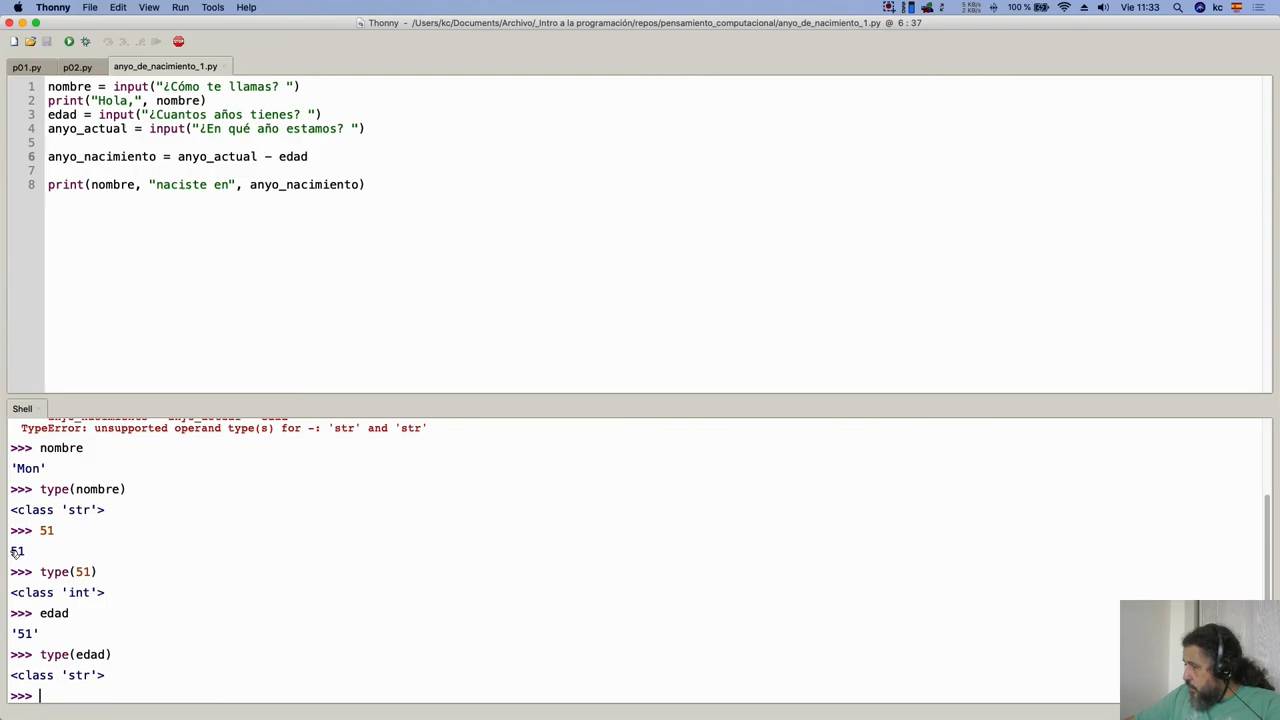 Thonny File Edit View Run Tools Help
5 KB/s
2 KB/s
100 % Vie 11:33 kc
Thonny - /Users/kc/Documents/Archivo/_Intro a la programación/repos/pensamiento_computacional/anyo_de_nacimiento_1.py @ 6 : 37
p01.py p02.py anyo_de_nacimiento_1.py
1 nombre = input("¿Cómo te llamas? ")
2 print("Hola,", nombre)
3 edad = input("¿Cuantos años tienes? ")
4 anyo_actual = input("¿En qué año estamos? ")
5
6 anyo_nacimiento = anyo_actual - edad
7
8 print(nombre, "naciste en", anyo_nacimiento)
Shell
TypeError: unsupported operand type(s) for -: 'str' and 'str'
>>> nombre
'Mon'
>>> type(nombre)
<class 'str'>
>>> 51
51
>>> type(51)
<class 'int'>
>>> edad
'51'
>>> type(edad)
<class 'str'>
>>>